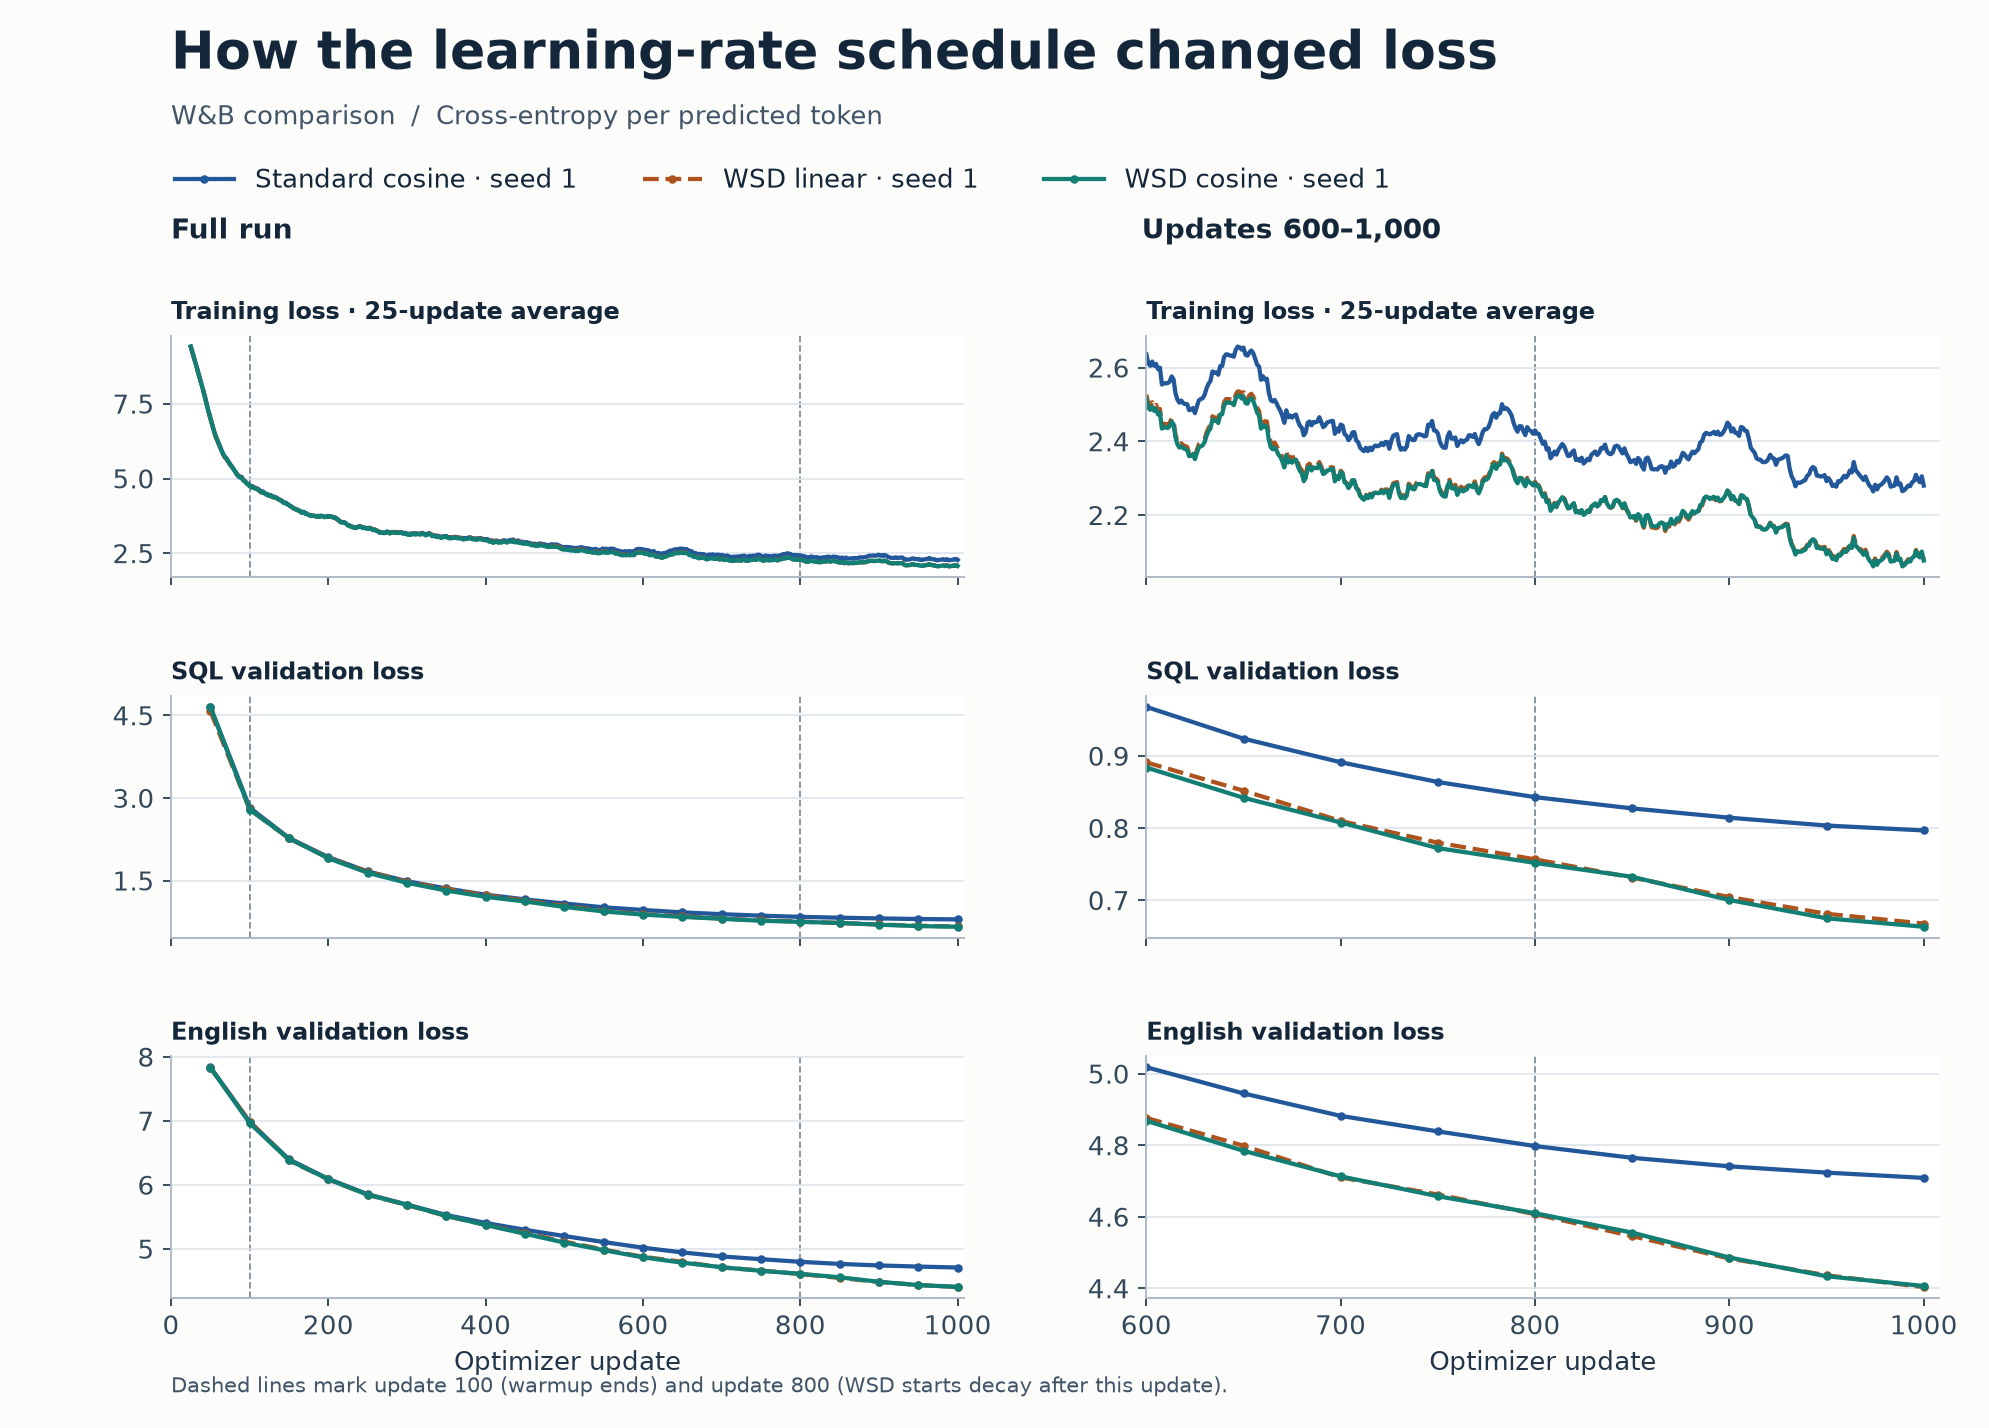 How the learning-rate schedule changed loss
W&B comparison / Cross-entropy per predicted token
Standard cosine · seed 1 WSD linear · seed 1 WSD cosine · seed 1
Full run
Updates 600–1,000
Training loss · 25-update average
7.5
5.0
2.5
Training loss · 25-update average
2.6
2.4
2.2
SQL validation loss
4.5
3.0
1.5
SQL validation loss
0.9
0.8
0.7
English validation loss
8
7
6
5
0 200 400 600 800 1000
Optimizer update
English validation loss
5.0
4.8
4.6
4.4
600 700 800 900 1000
Optimizer update
Dashed lines mark update 100 (warmup ends) and update 800 (WSD starts decay after this update).